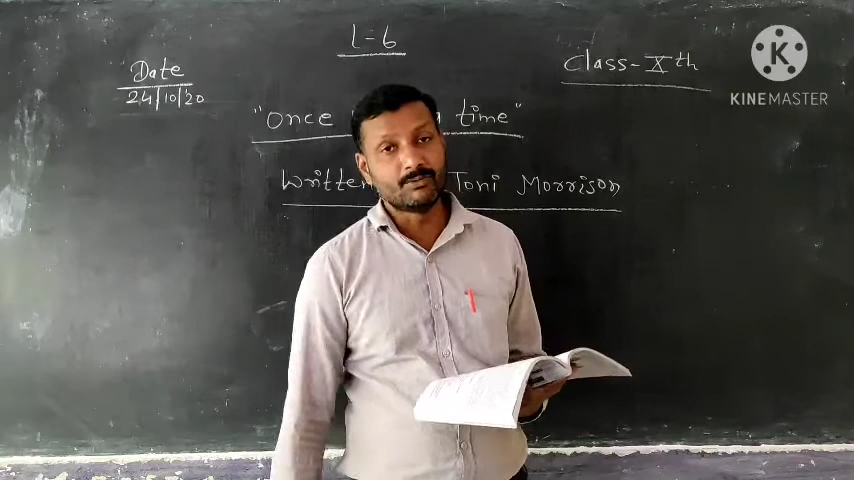 L-6
Date
24/10/20
Class-Xth
K
KINEMASTER
"Once a time"
Written Toni Morrison